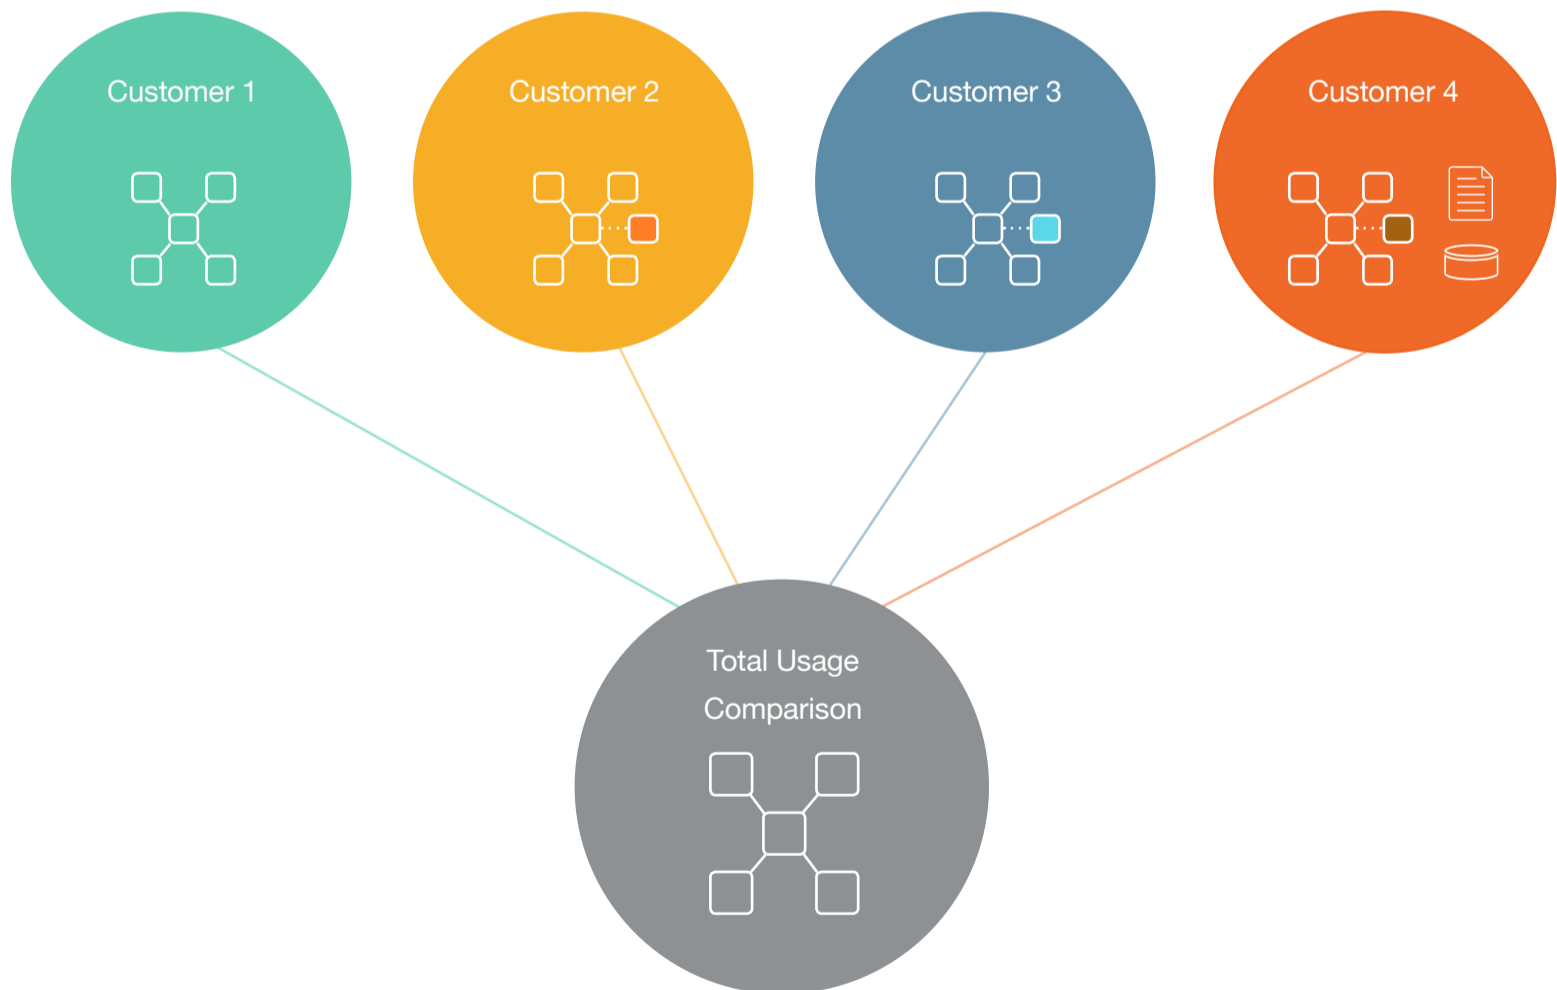 Customer 1
Customer 2
Customer 3
Customer 4
Total Usage
Comparison